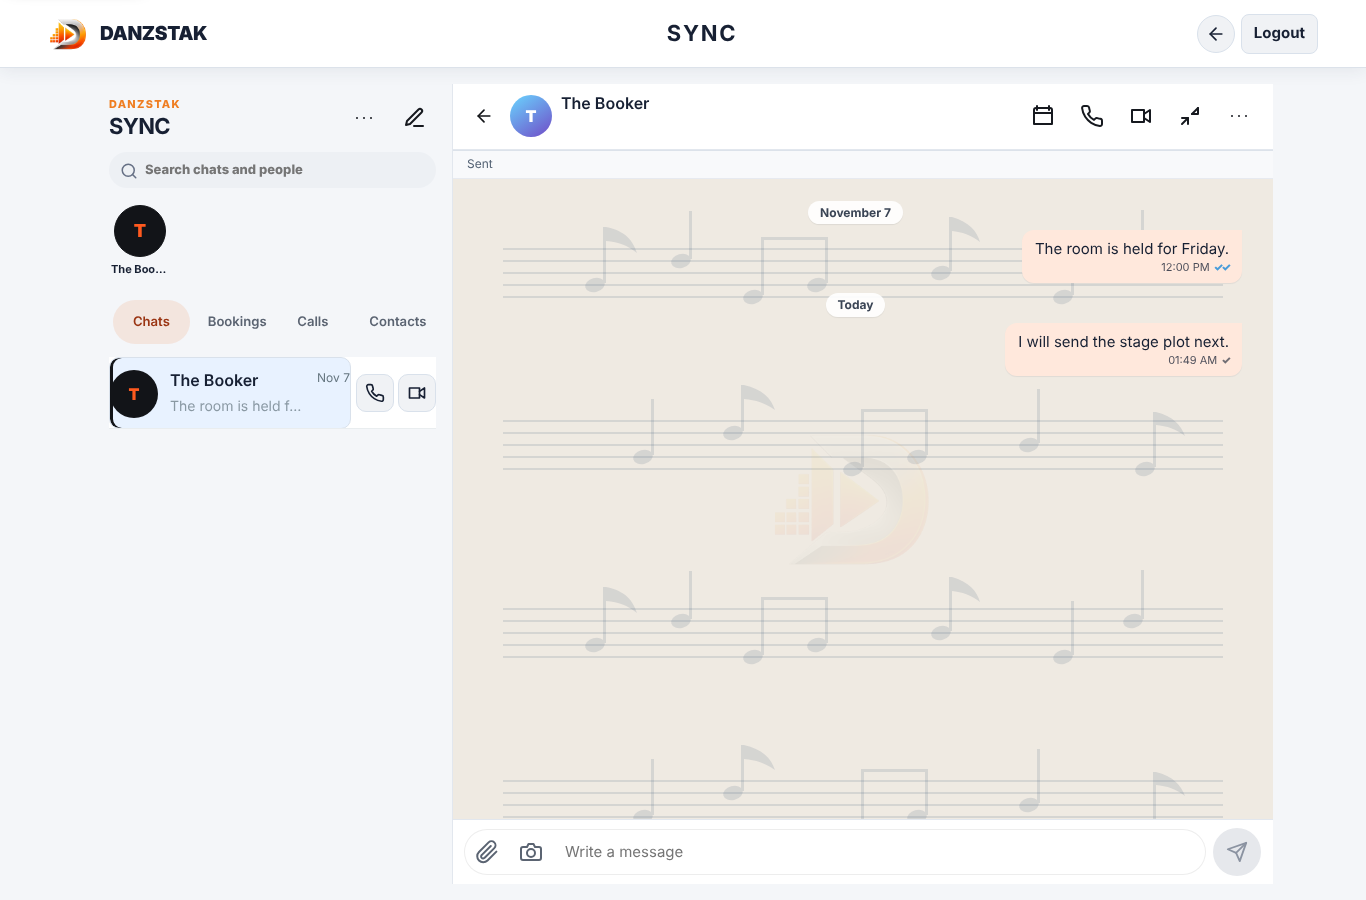 DANZSTAK
SYNC
Logout
DANZSTAK
SYNC
Search chats and people
T
The Boo...
Chats
Bookings
Calls
Contacts
T
The Booker
Nov 7
The room is held f...
T
The Booker
Sent
November 7
The room is held for Friday.
12:00 PM
Today
I will send the stage plot next.
01:49 AM
Write a message